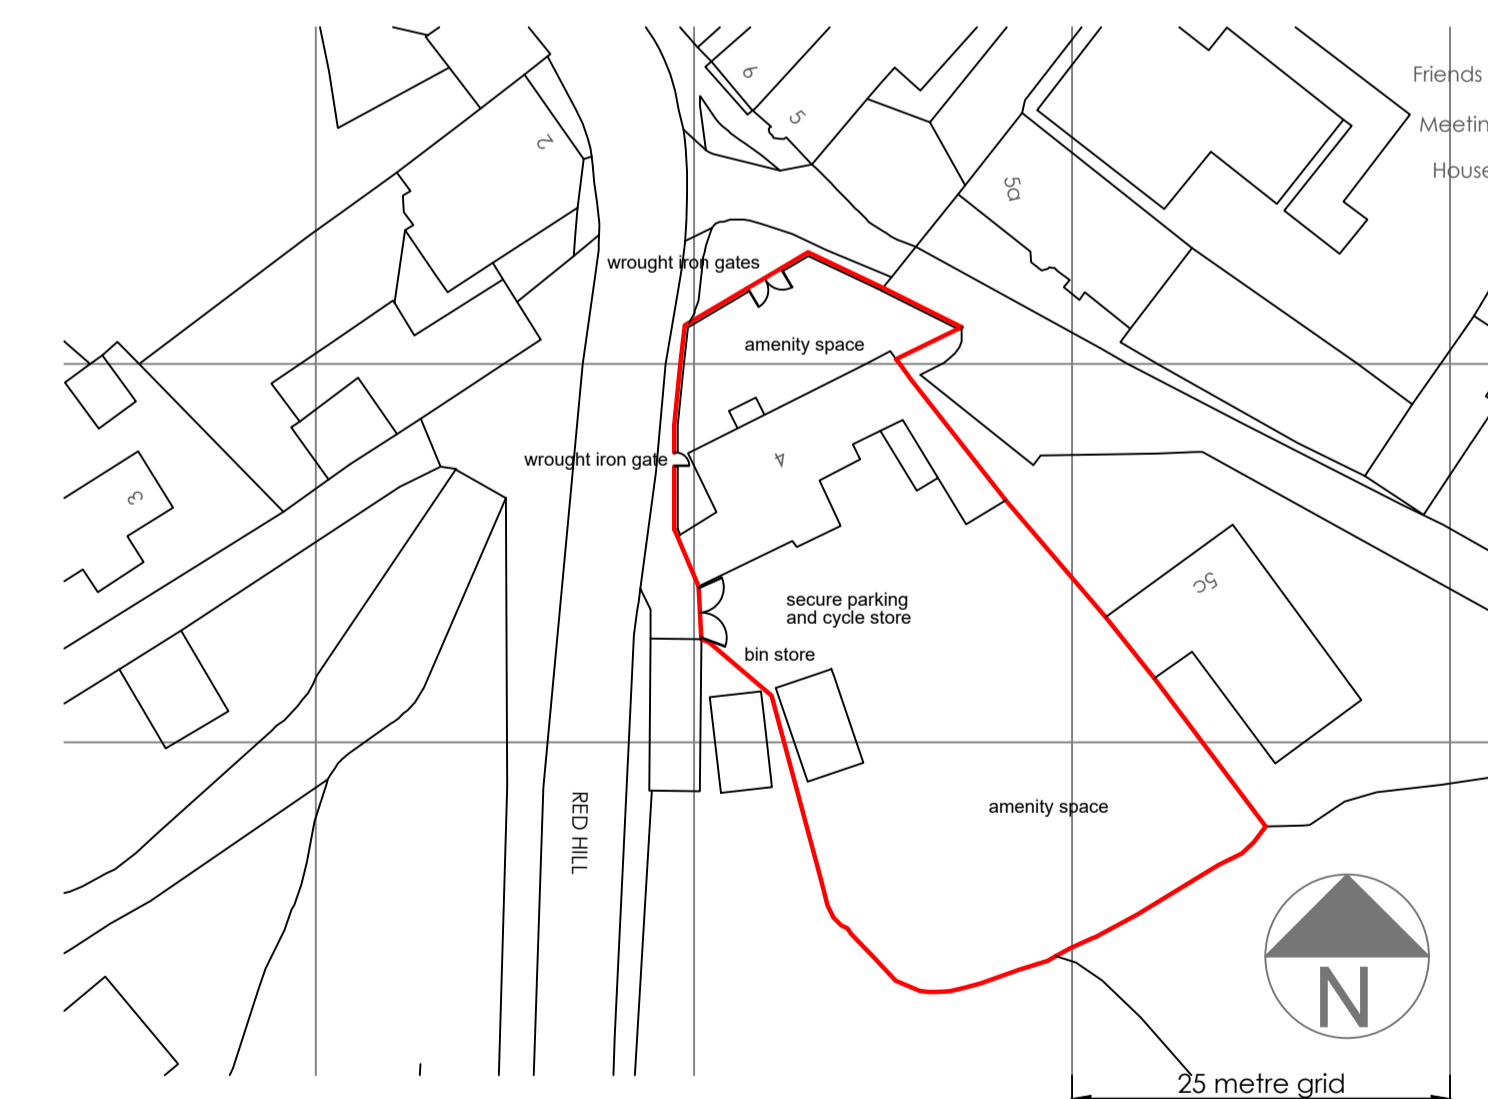 6
5
2
Friends
Meetin
House
5a
wrought iron gates
amenity space
wrought iron gate
4
3
5c
secure parking
and cycle store
bin store
RED HILL
amenity space
N
25 metre grid